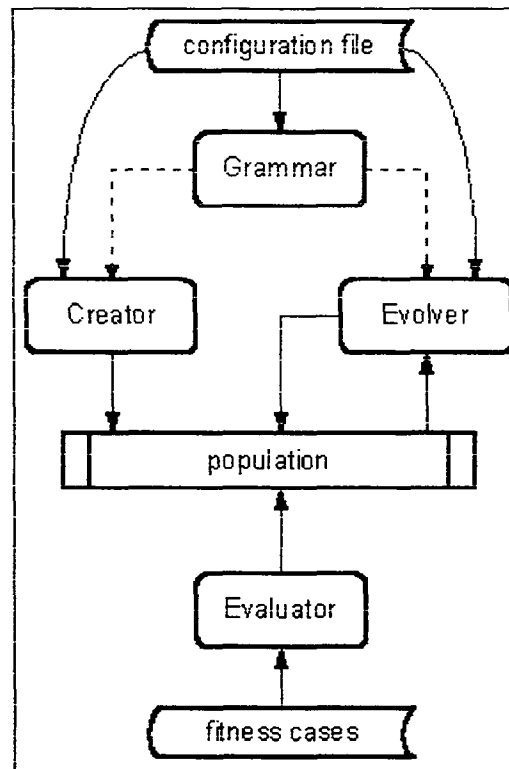 configuration file
Grammar
Creator
Evolver
population
Evaluator
fitness cases